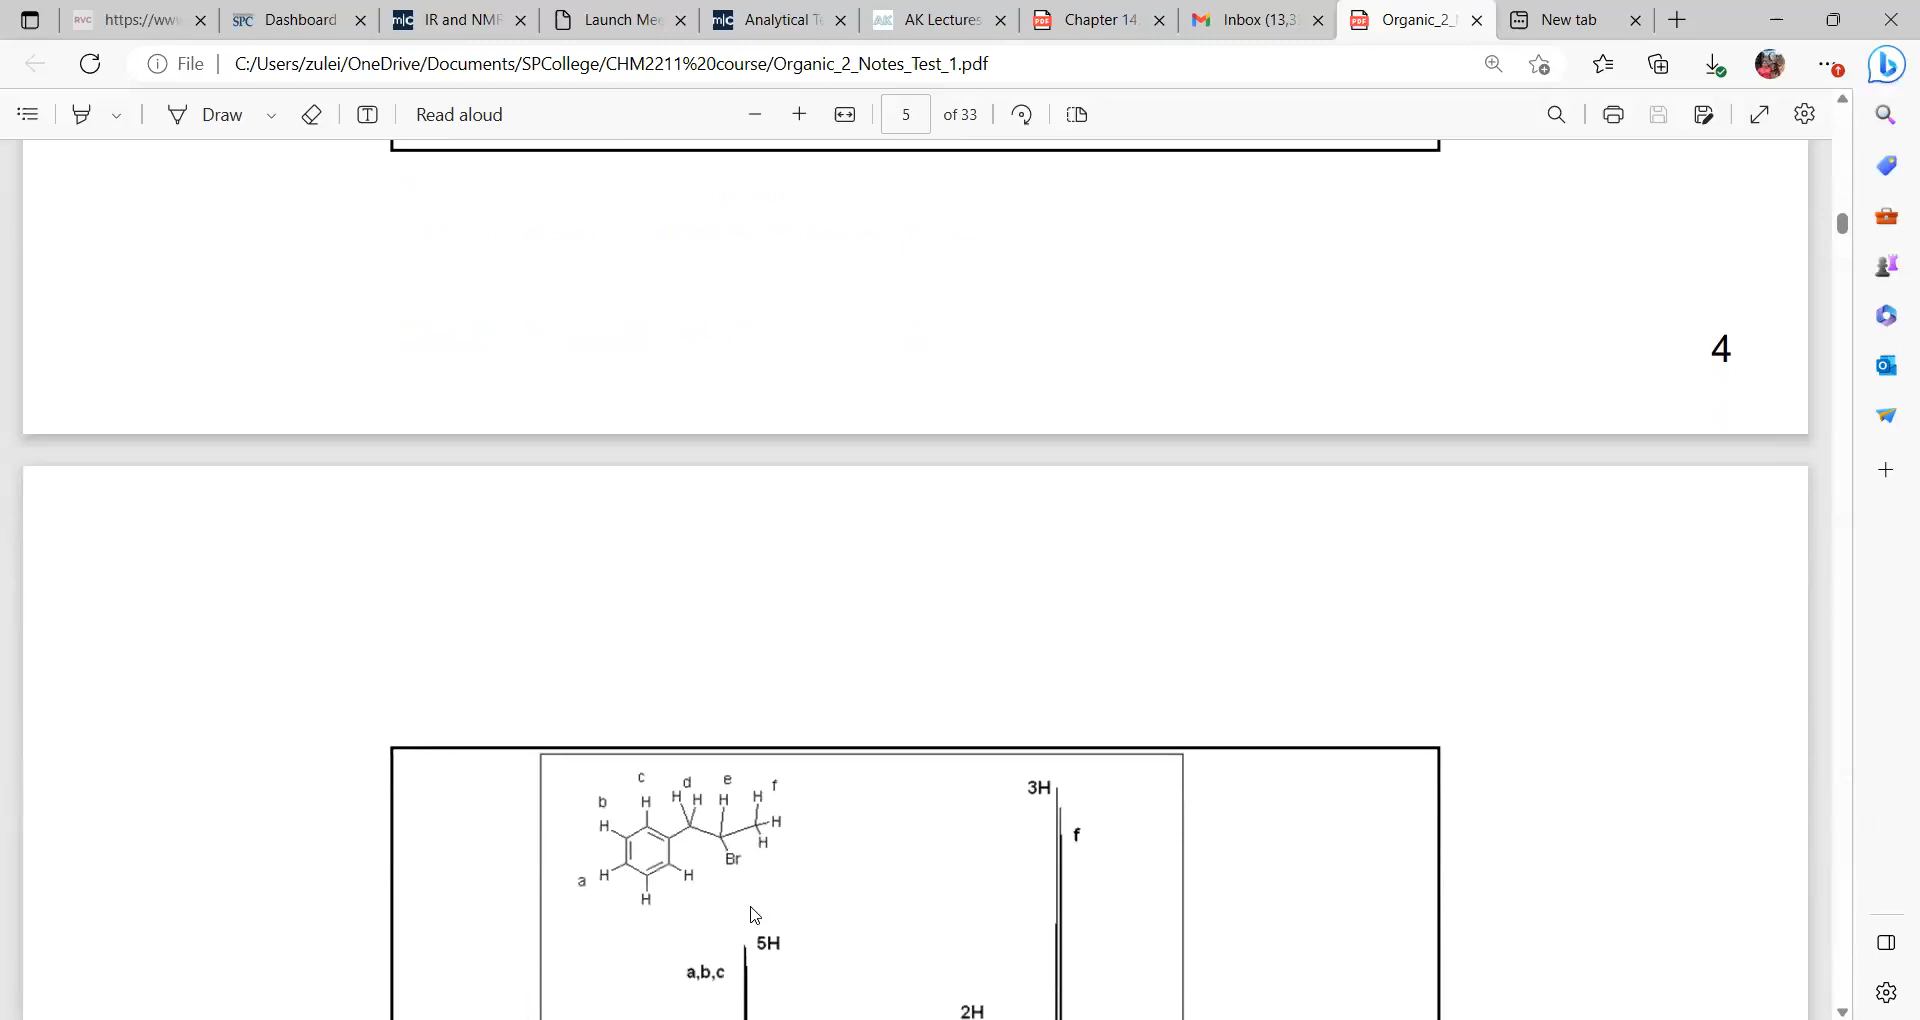 https://www
Dashboard
IR and NMR
Launch Me
Analytical T
AK Lectures
Chapter 14
Inbox (13,3
Organic_2_
New tab
File
C:/Users/zulei/OneDrive/Documents/SPCollege/CHM2211%20course/Organic_2_Notes_Test_1.pdf
Draw
Read aloud
5
of 33
4
c d e f
b H H H H H
H H
H
Br
a H H
H
5H
a,b,c
3H
f
2H